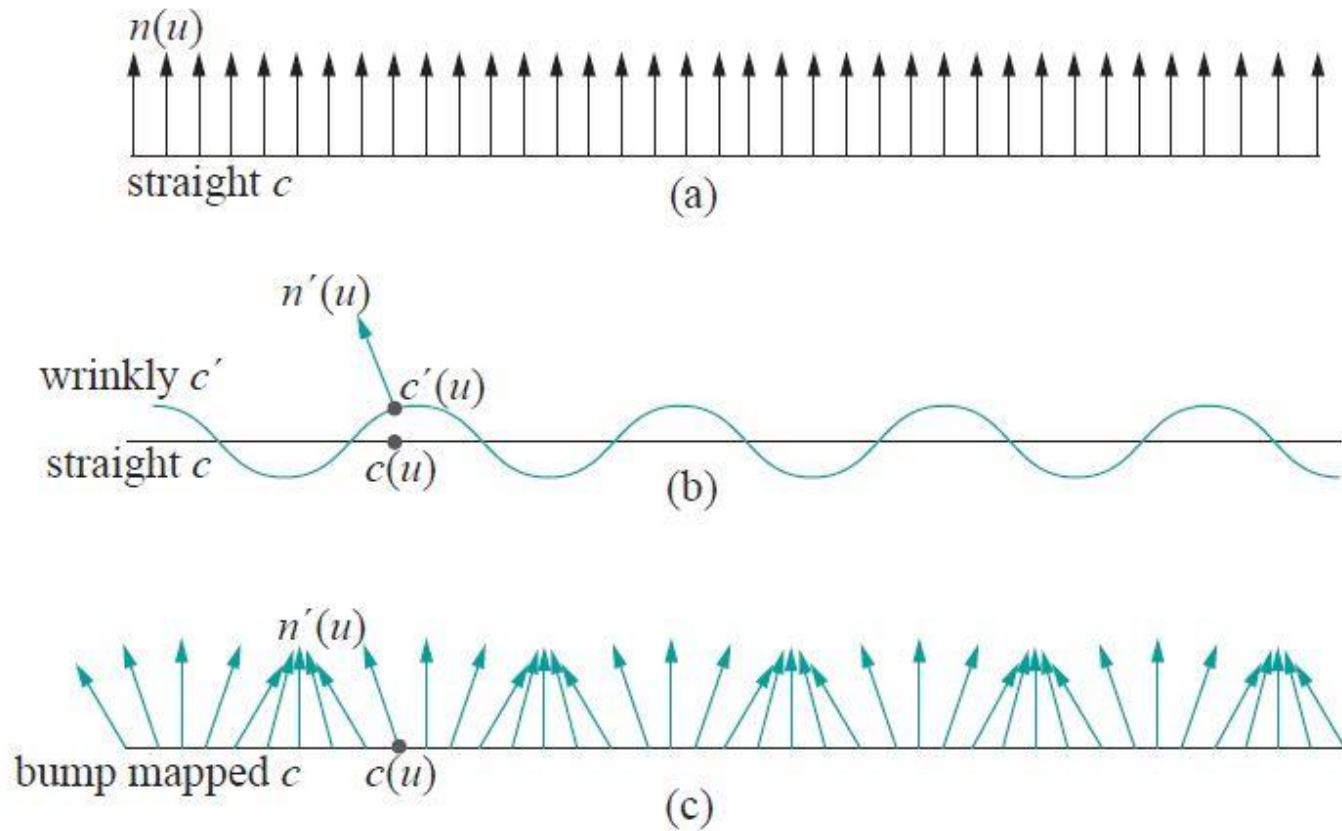 n(u)
straight c
(a)
n´(u)
wrinkly c´
c´(u)
straight c
c(u)
(b)
n´(u)
bump mapped c
c(u)
(c)